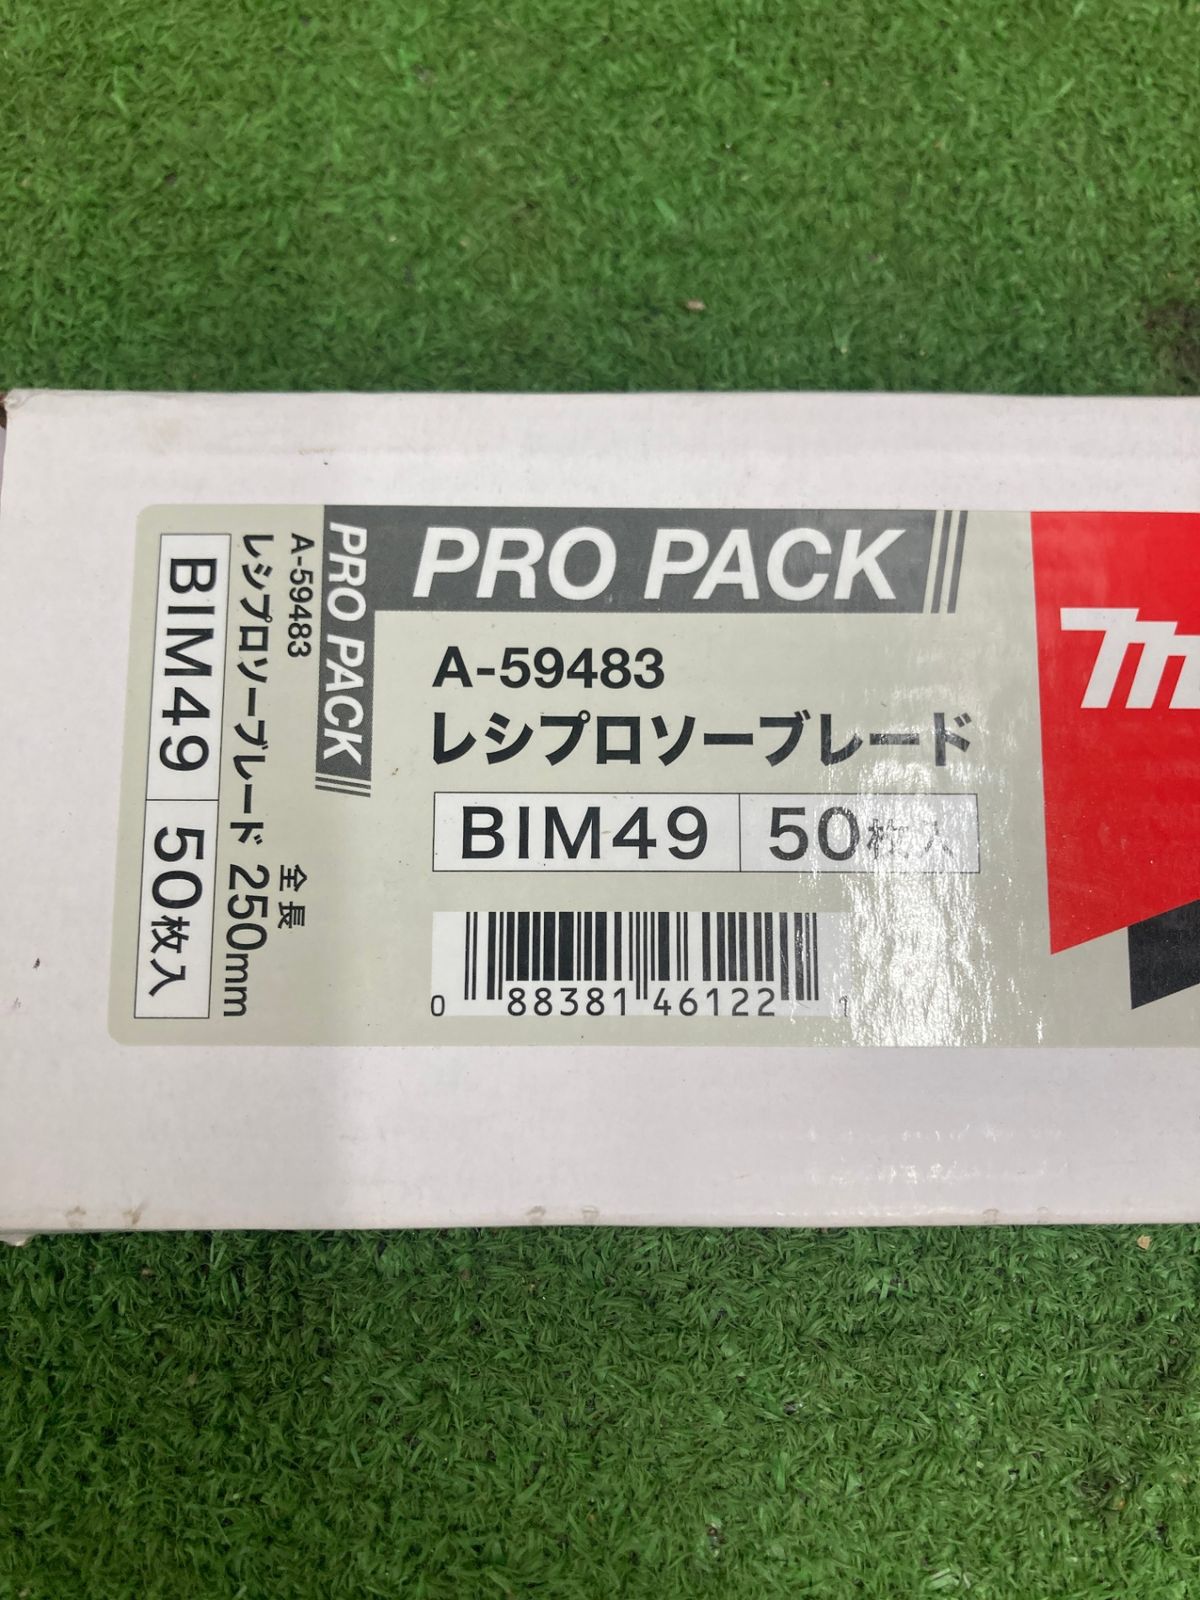 PRO PACK
A-59483
レシプロソーブレード
BIM49 50枚入
0 88381 46122 1
PRO PACK
A-59483
レシプロソーブレード 全長 250mm
BIM49 50枚入